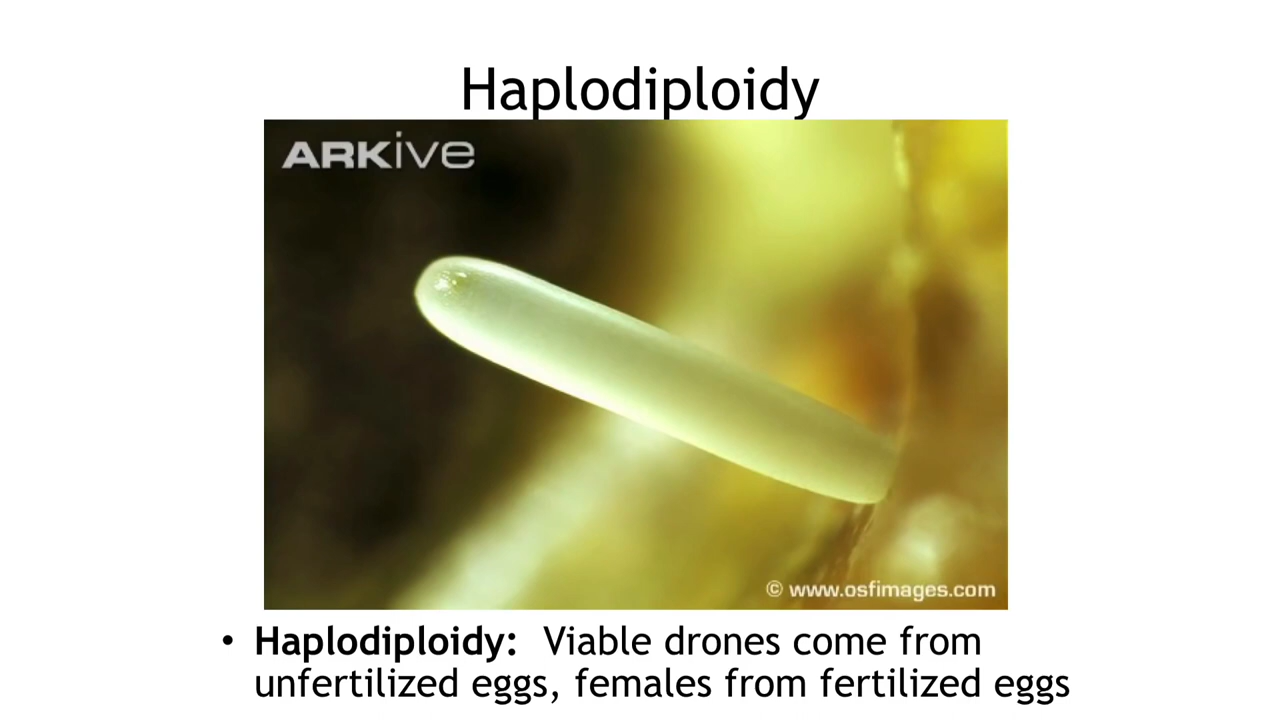 Haplodiploidy
ARKive
© www.osfimages.com
• Haplodiploidy: Viable drones come from
unfertilized eggs, females from fertilized eggs